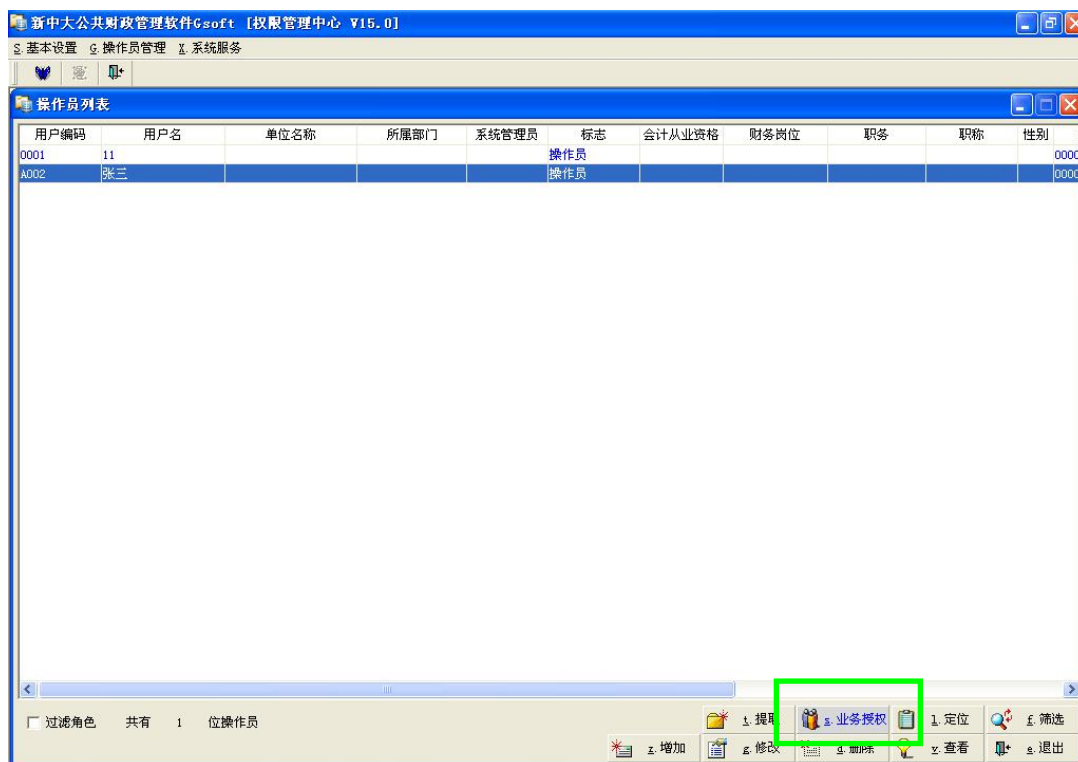 新中大公共财政管理软件Gsoft [权限管理中心 V15.0]
S.基本设置 G.操作员管理 X.系统服务
操作员列表
用户编码 用户名 单位名称 所属部门 系统管理员 标志 会计从业资格 财务岗位 职务 职称 性别
0001 11 操作员 0000
A002 张三 操作员 0000
过滤角色 共有 1 位操作员
t.提取 s.业务授权 l.定位 f.筛选
z.增加 g.修改 d.删除 v.查看 e.退出